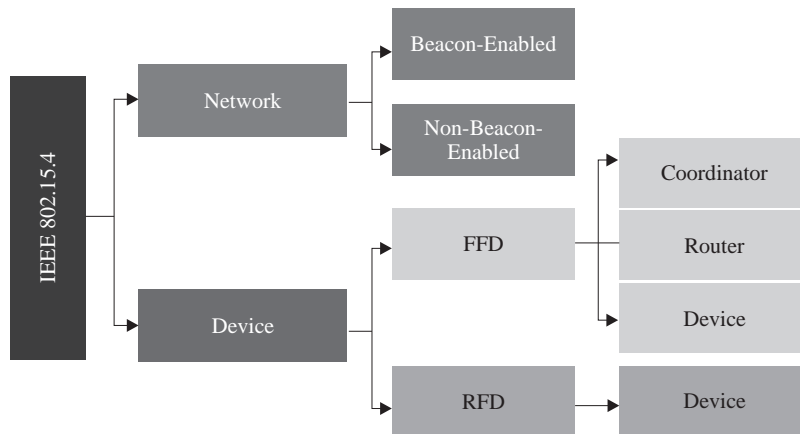 IEEE 802.15.4
Network
Beacon-Enabled
Non-Beacon-
Enabled
Device
FFD
Coordinator
Router
Device
RFD
Device